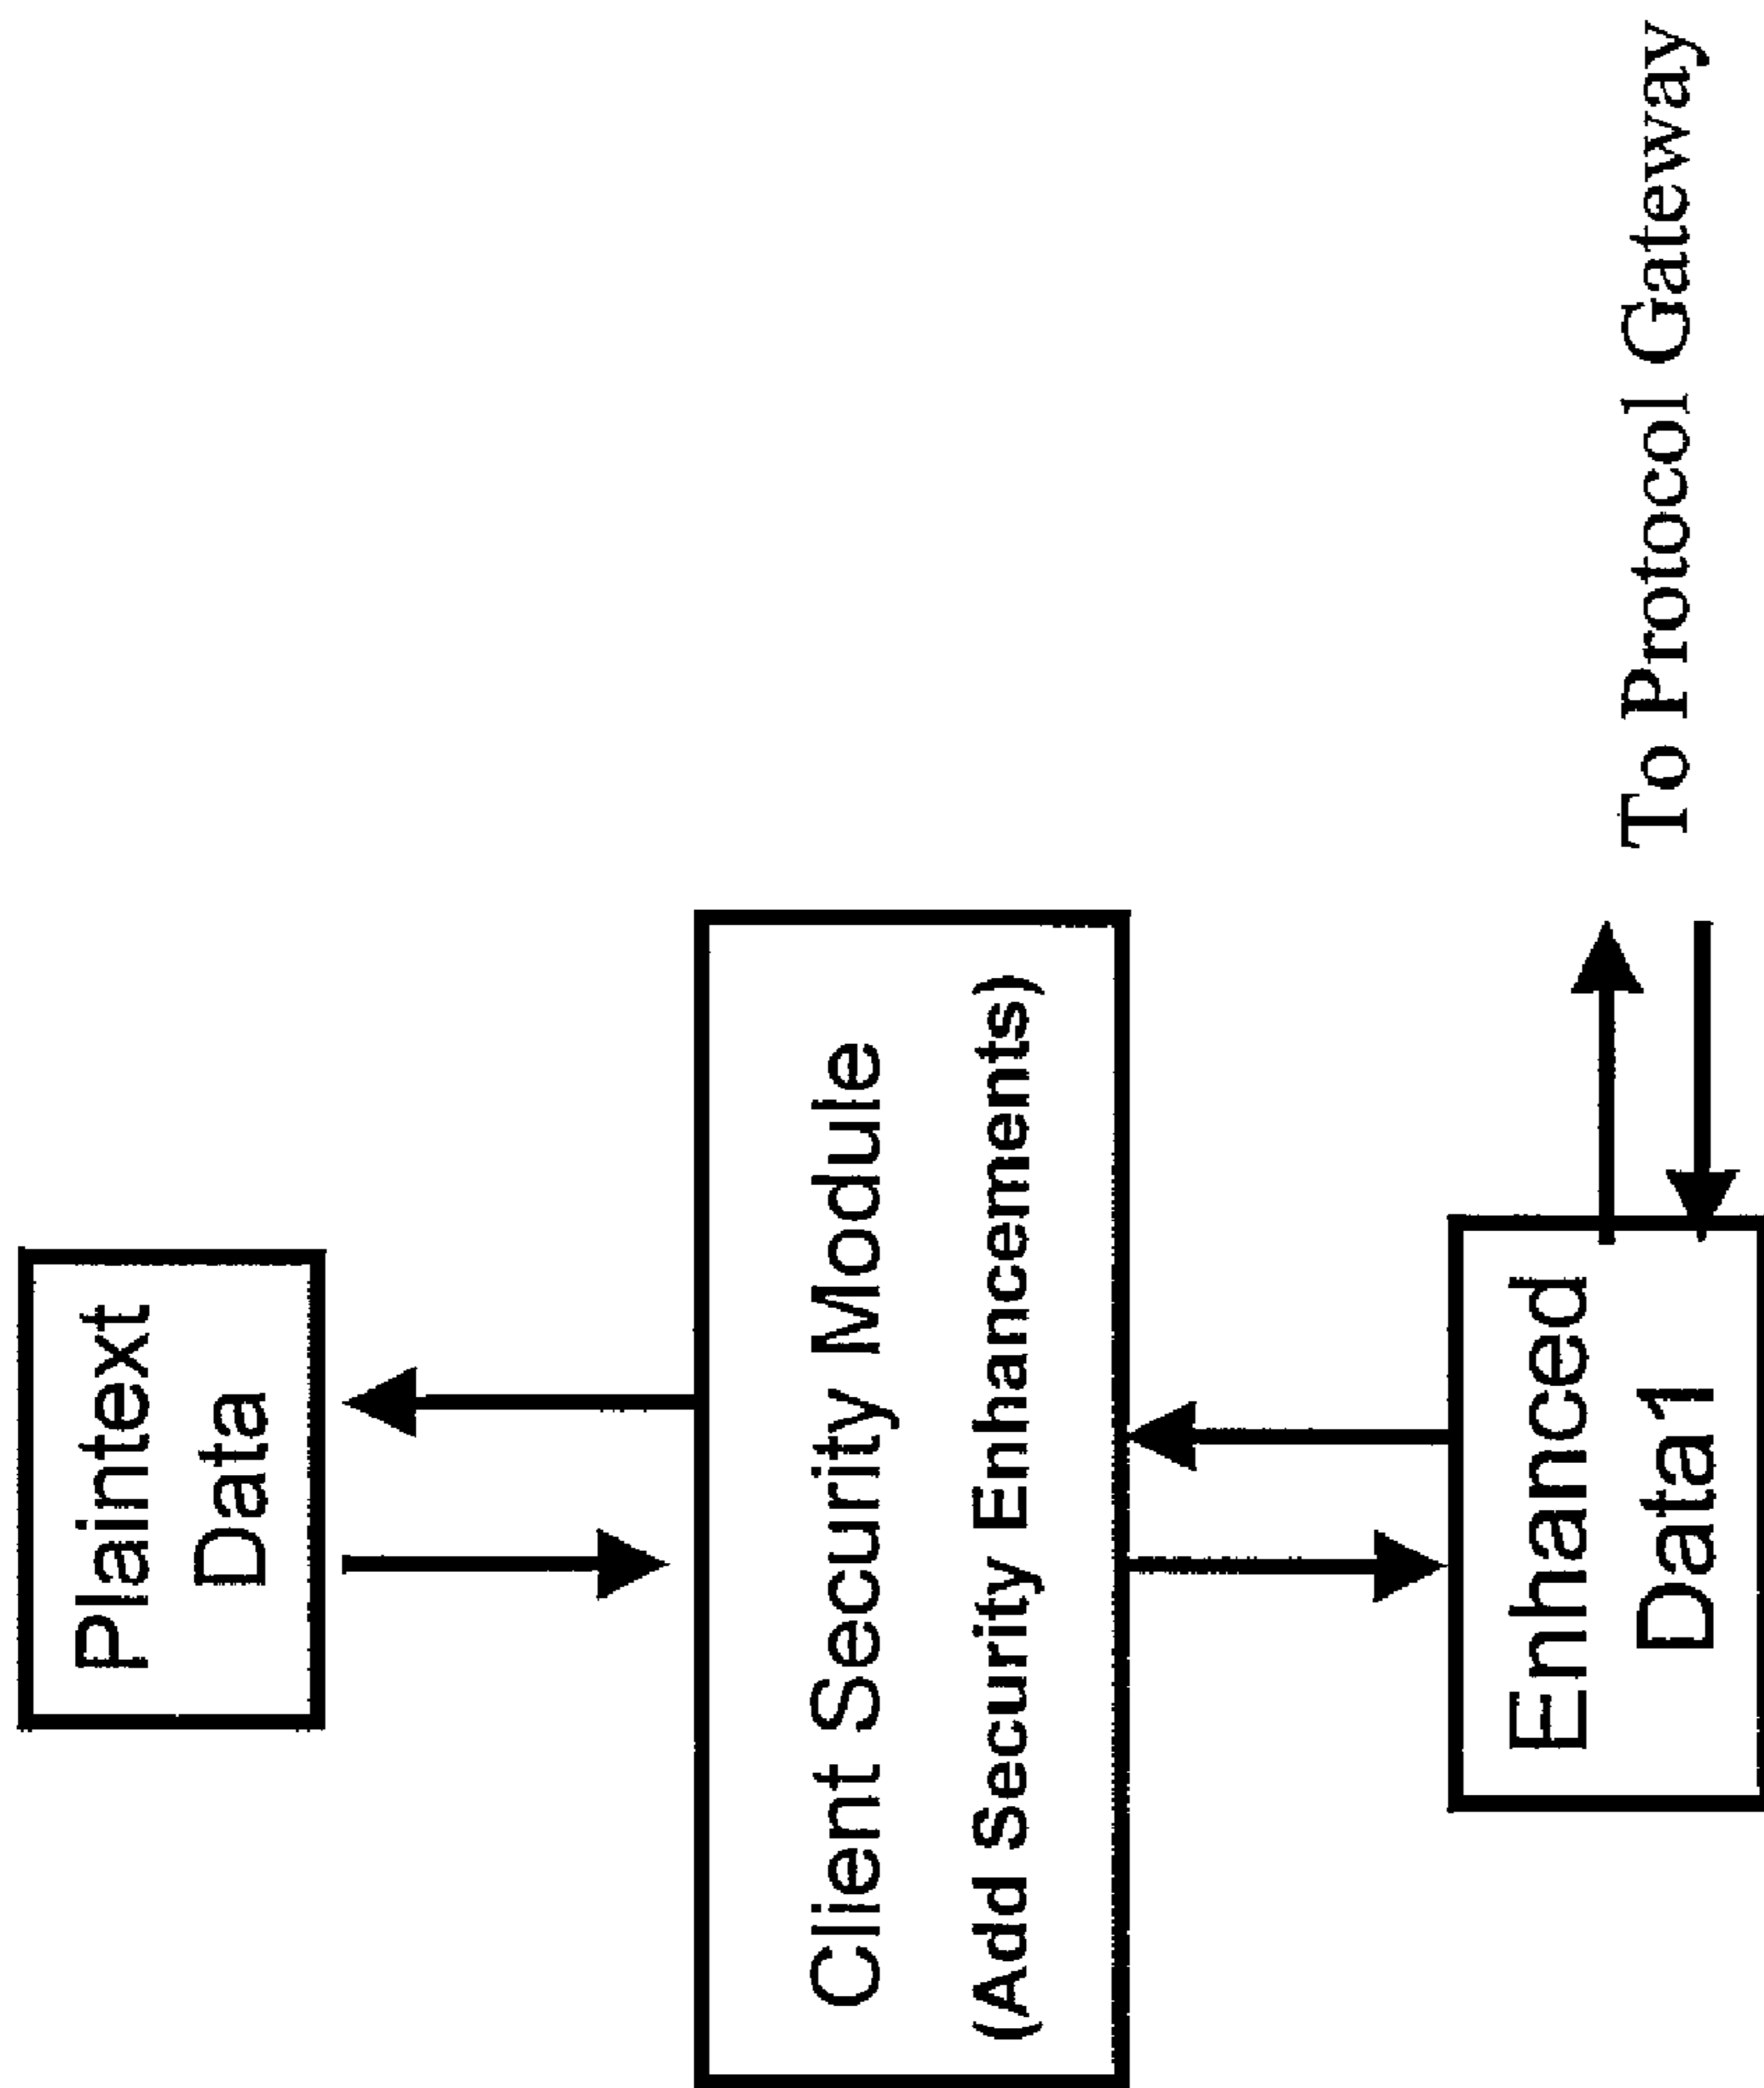 Plaintext
Data
Client Security Module
(Add Security Enhancements)
Enhanced
Data1
To Protocol Gateway